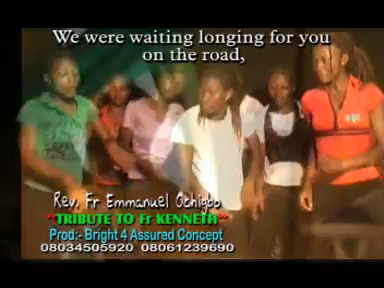 We were waiting longing for you
on the road,
Rev. Fr Emmanuel Ochigbo
"TRIBUTE TO Fr KENNETH"
Prod:- Bright 4 Assured Concept
08034505920 08061239690